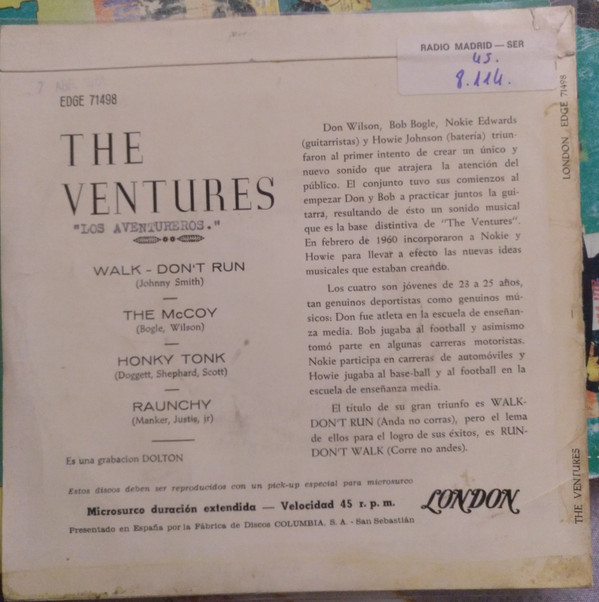 RADIO MADRID — SER
45.
8.114.
EDGE 71498
THE
VENTURES
"LOS AVENTUREROS."
WALK - DON'T RUN
(Johnny Smith)
THE McCOY
(Bogle, Wilson)
HONKY TONK
(Doggett, Shephard, Scott)
RAUNCHY
(Manker, Justis, jr)
Es una grabacion DOLTON
Don Wilson, Bob Bogle, Nokie Edwards
(guitarristas) y Howie Johnson (batería) triun-
faron al primer intento de crear un único y
nuevo sonido que atrajera la atención del
público. El conjunto tuvo sus comienzos al
empezar Don y Bob a practicar juntos la gui-
tarra, resultando de ésto un sonido musical
que es la base distintiva de "The Ventures".
En febrero de 1960 incorporaron a Nokie y
Howie para llevar a efecto las nuevas ideas
musicales que estaban creando.
Los cuatro son jóvenes de 23 a 25 años,
tan genuinos deportistas como genuinos mú-
sicos: Don fue atleta en la escuela de enseñan-
za media. Bob jugaba al football y asimismo
tomó parte en algunas carreras motoristas.
Nokie participa en carreras de automóviles y
Howie jugaba al base-ball y al football en la
escuela de enseñanza media.
El título de su gran triunfo es WALK-
DON'T RUN (Anda no corras), pero el lema
de ellos para el logro de sus éxitos, es RUN-
DON'T WALK (Corre no andes).
Estos discos deben ser reproducidos con un pick-up especial para microsurco
Microsurco duración extendida — Velocidad 45 r. p. m.
Presentado en España por la Fábrica de Discos COLUMBIA, S. A. - San Sebastián
LONDON
LONDON EDGE 71498
THE VENTURES